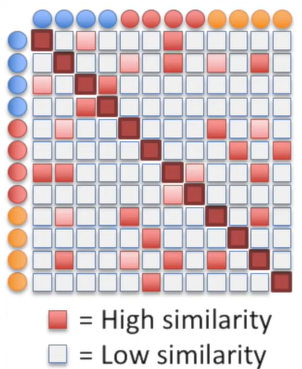 = High similarity
= Low similarity